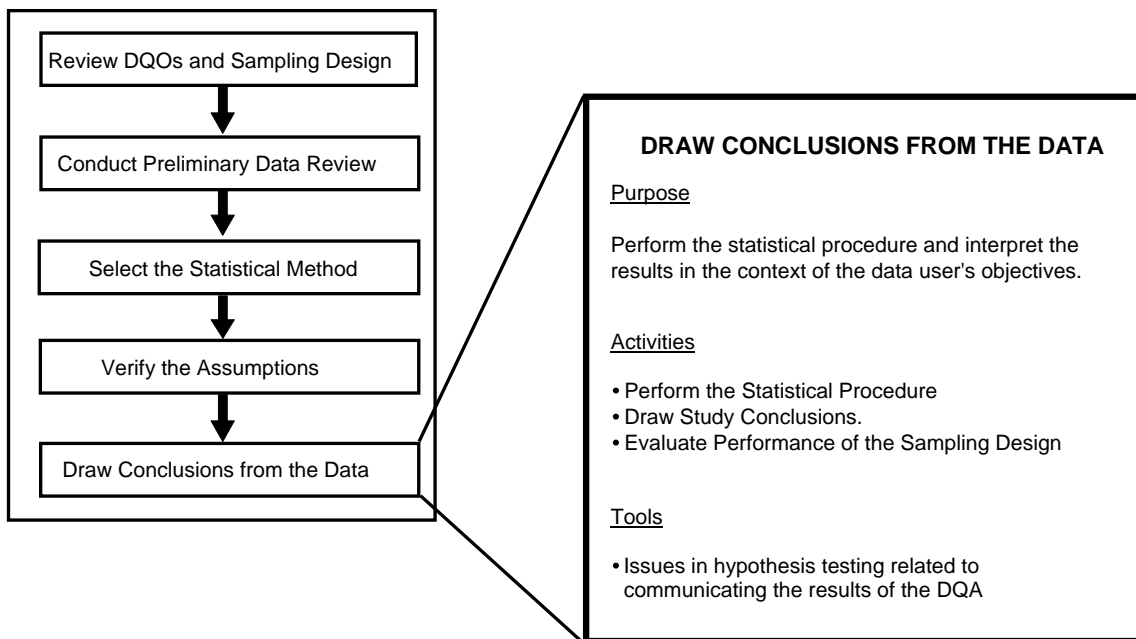 Review DQOs and Sampling Design
Conduct Preliminary Data Review
Select the Statistical Method
Verify the Assumptions
Draw Conclusions from the Data
DRAW CONCLUSIONS FROM THE DATA
Purpose
Perform the statistical procedure and interpret the
results in the context of the data user's objectives.
Activities
• Perform the Statistical Procedure
• Draw Study Conclusions.
• Evaluate Performance of the Sampling Design
Tools
• Issues in hypothesis testing related to
communicating the results of the DQA